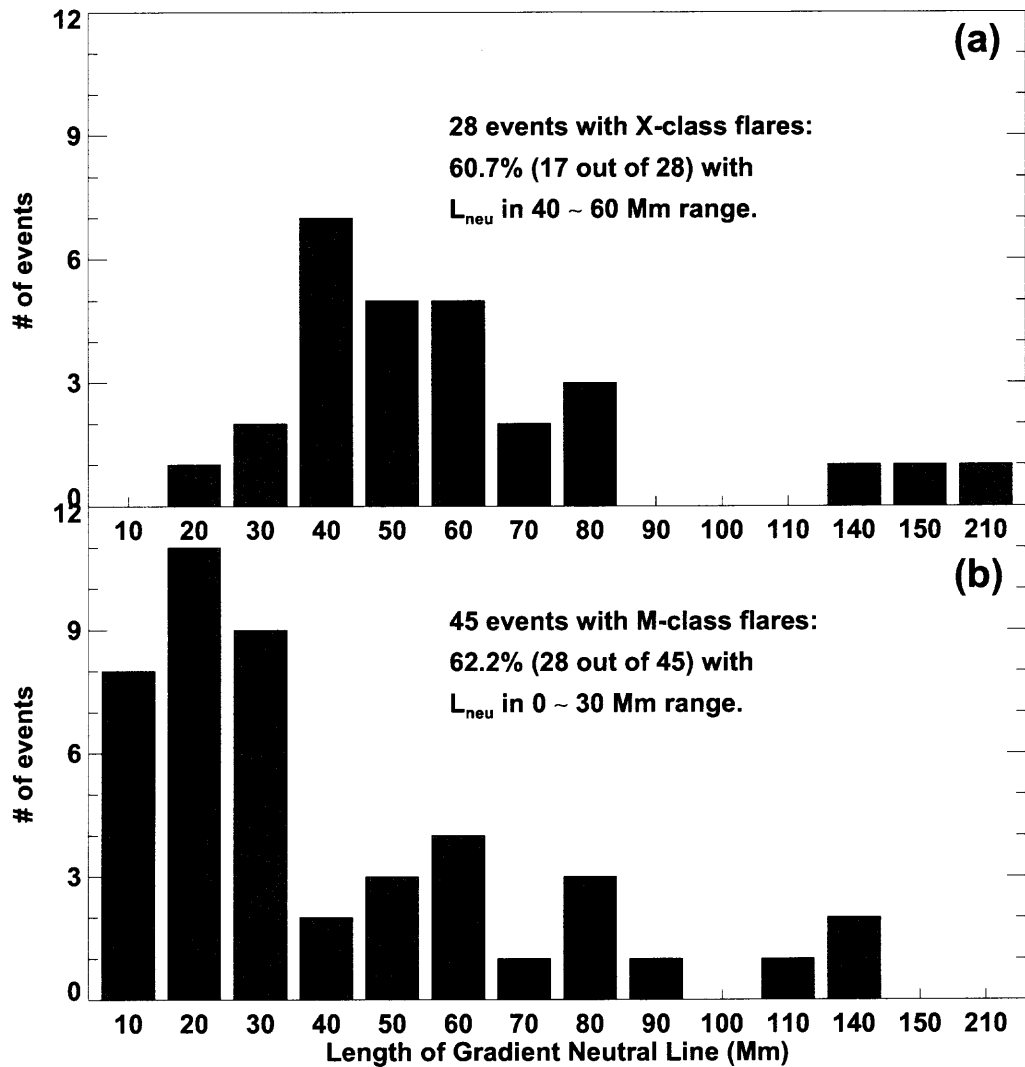 (a)
28 events with X-class flares:
60.7% (17 out of 28) with
Lneu in 40 ~ 60 Mm range.
# of events
12
9
6
3
0
10 20 30 40 50 60 70 80 90 100 110 140 150 210
(b)
45 events with M-class flares:
62.2% (28 out of 45) with
Lneu in 0 ~ 30 Mm range.
# of events
12
9
6
3
0
10 20 30 40 50 60 70 80 90 100 110 140 150 210
Length of Gradient Neutral Line (Mm)